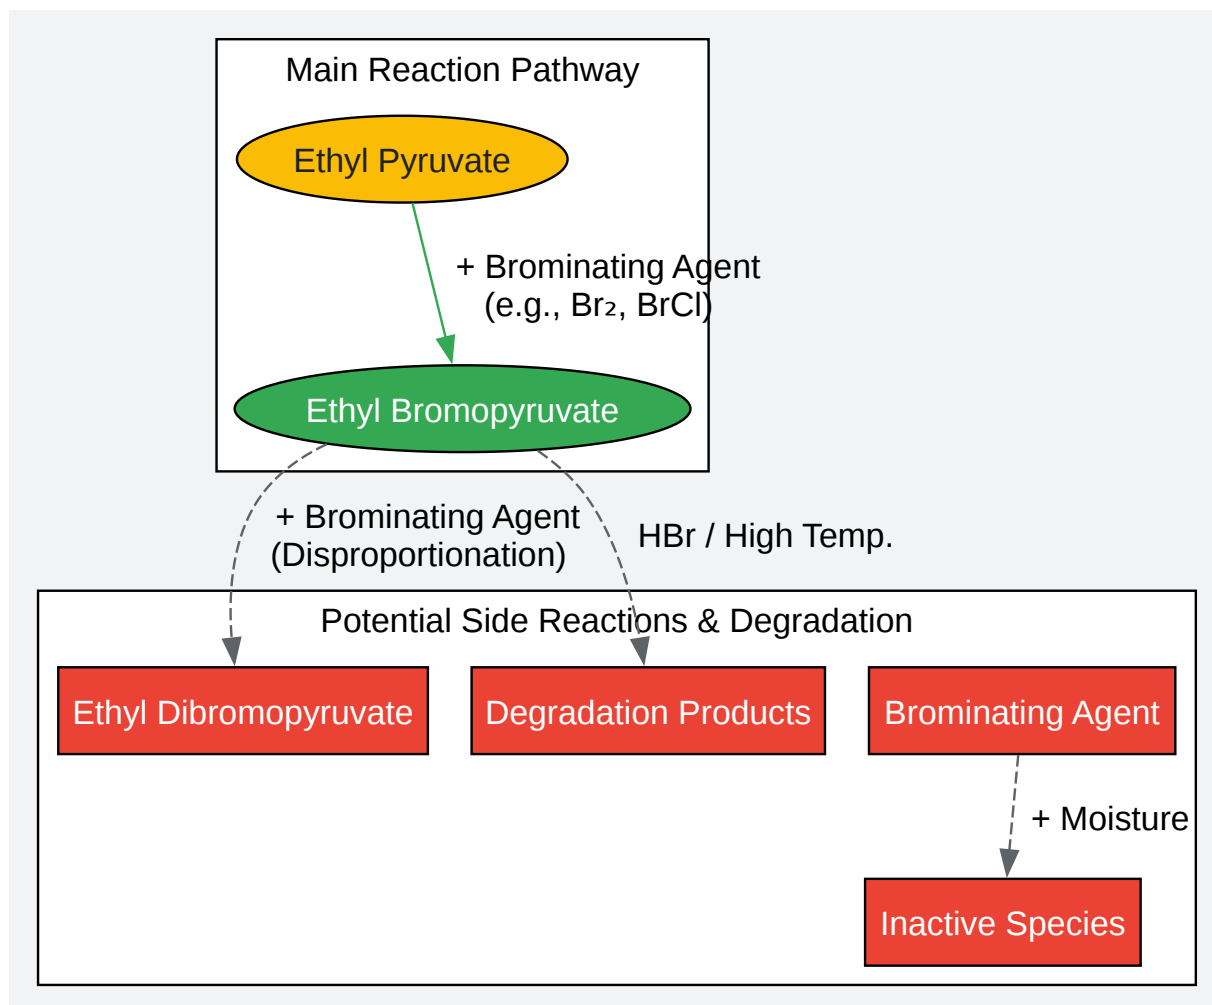 Main Reaction Pathway
Ethyl Pyruvate
+ Brominating Agent
(e.g., Br₂, BrCl)
Ethyl Bromopyruvate
+ Brominating Agent
(Disproportionation)
HBr / High Temp.
Potential Side Reactions & Degradation
Ethyl Dibromopyruvate
Degradation Products
Brominating Agent
+ Moisture
Inactive Species